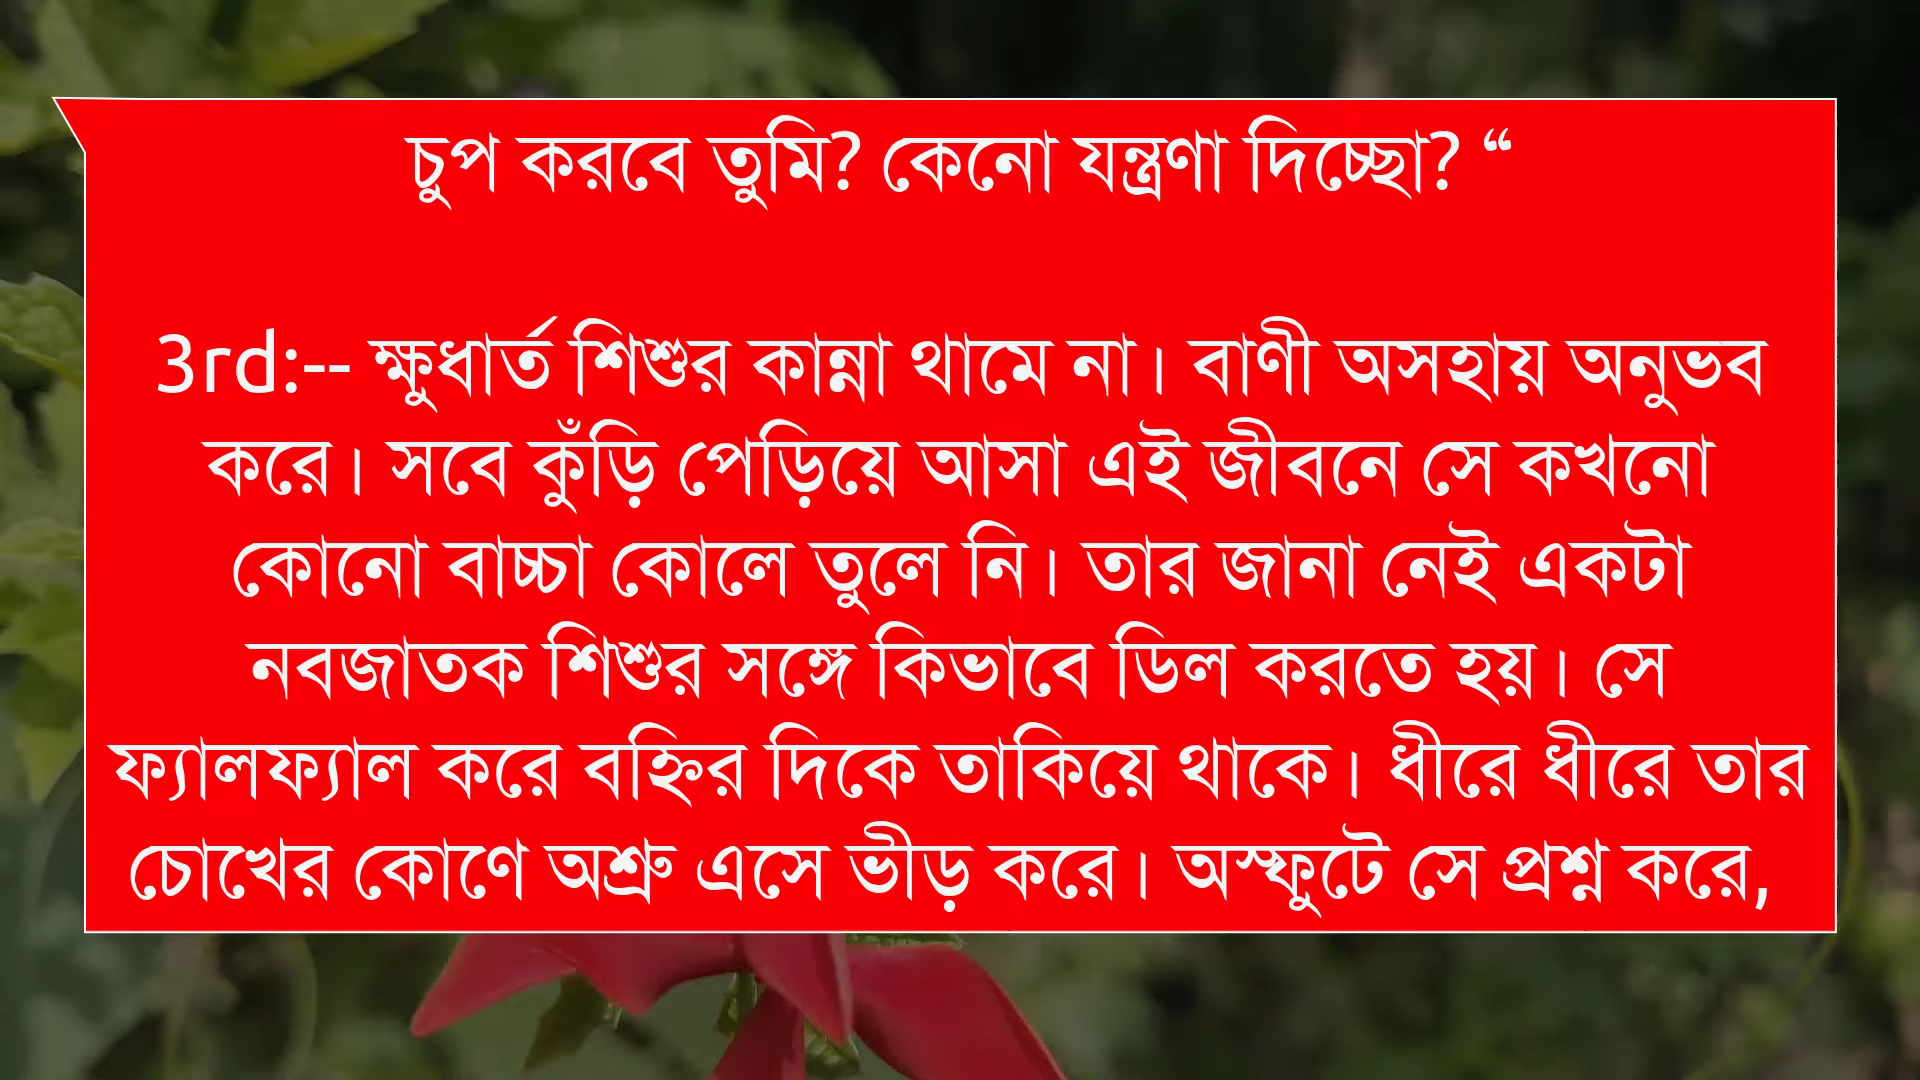 চুপ করবে তুমি? কেনো যন্ত্রণা দিচ্ছো? “
3rd:-- ক্ষুধার্ত শিশুর কান্না থামে না। বাণী অসহায় অনুভব
করে। সবে কুঁড়ি পেড়িয়ে আসা এই জীবনে সে কখনো
কোনো বাচ্চা কোলে তুলে নি। তার জানা নেই একটা
নবজাতক শিশুর সঙ্গে কিভাবে ডিল করতে হয়। সে
ফ্যালফ্যাল করে বহ্নির দিকে তাকিয়ে থাকে। ধীরে ধীরে তার
চোখের কোণে অশ্রু এসে ভীড় করে। অস্ফুটে সে প্রশ্ন করে,